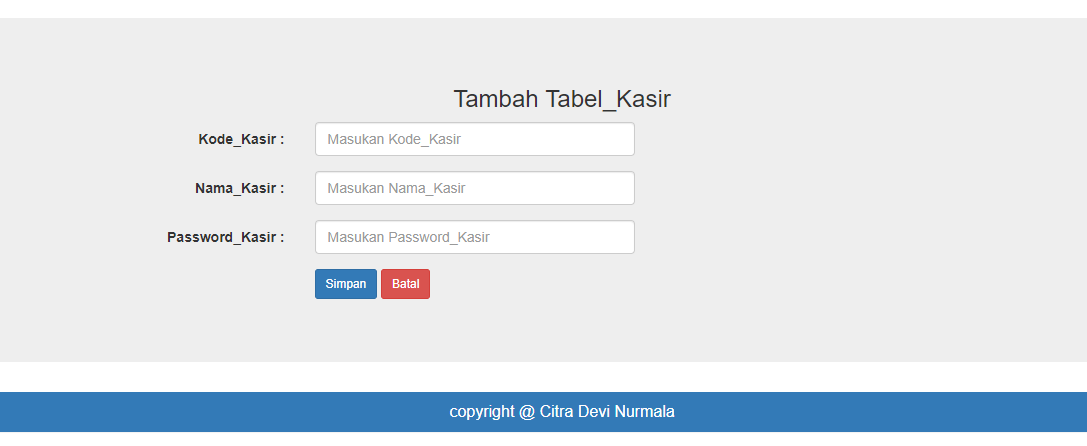 Tambah Tabel_Kasir
Kode_Kasir : Masukan Kode_Kasir
Nama_Kasir : Masukan Nama_Kasir
Password_Kasir : Masukan Password_Kasir
Simpan Batal
copyright @ Citra Devi Nurmala